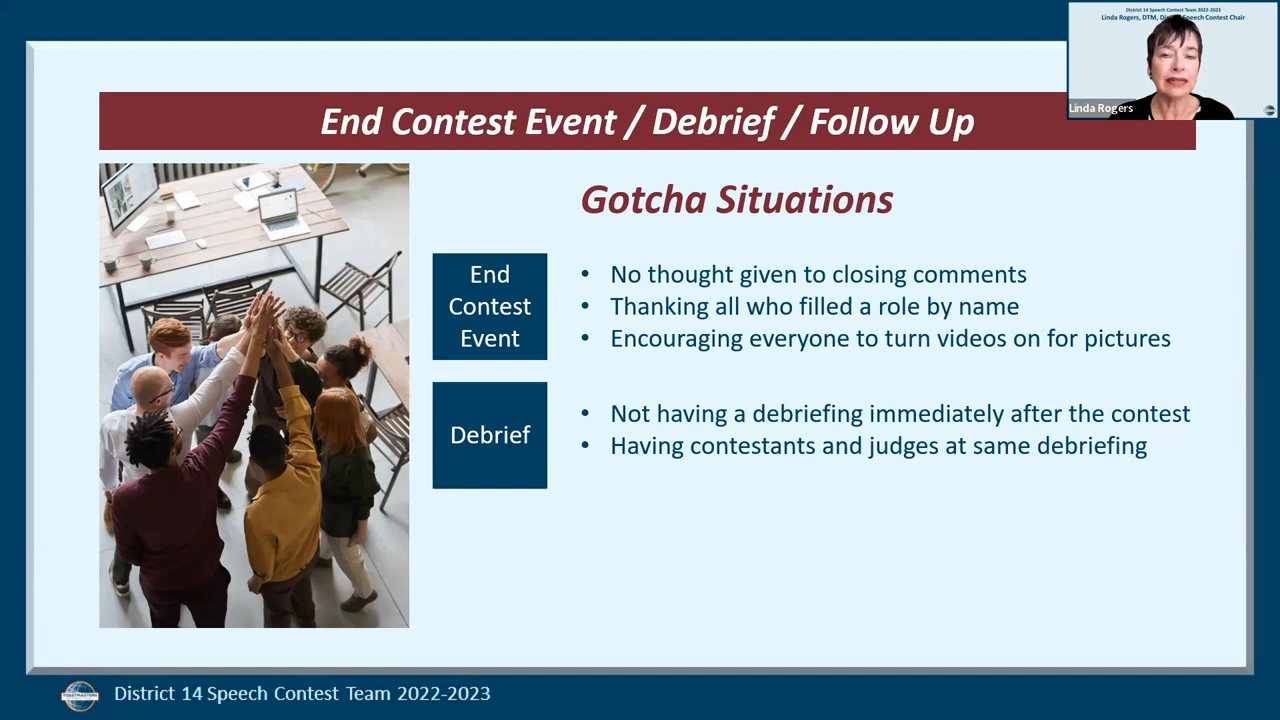 District 14 Speech Contest Team 2022-2023
Linda Rogers, DTM, Speech Contest Chair
Linda Rogers
End Contest Event / Debrief / Follow Up
Gotcha Situations
End
Contest
Event
• No thought given to closing comments
• Thanking all who filled a role by name
• Encouraging everyone to turn videos on for pictures
Debrief
• Not having a debriefing immediately after the contest
• Having contestants and judges at same debriefing
TOASTMASTERS
District 14 Speech Contest Team 2022-2023